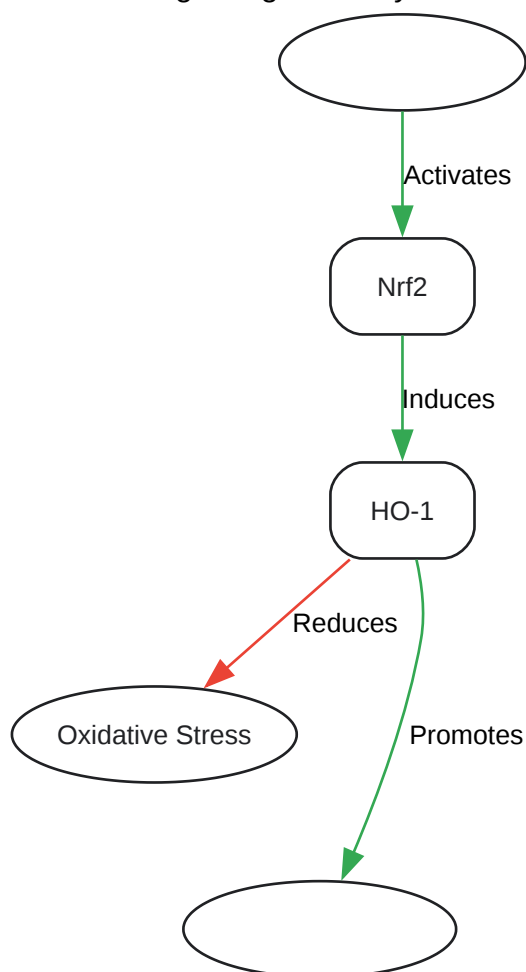 Activates
Nrf2
Induces
HO-1
Reduces
Oxidative Stress
Promotes